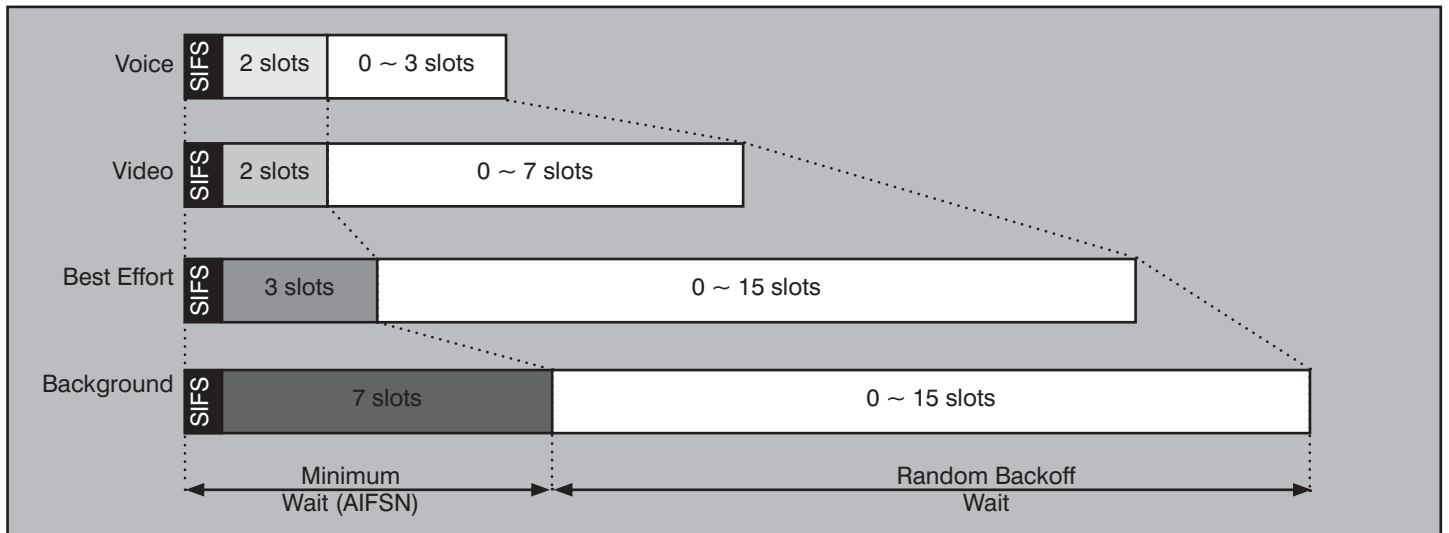 Voice SIFS 2 slots 0 ~ 3 slots
Video SIFS 2 slots 0 ~ 7 slots
Best Effort SIFS 3 slots 0 ~ 15 slots
Background SIFS 7 slots 0 ~ 15 slots
Minimum
Wait (AIFSN)
Random Backoff
Wait